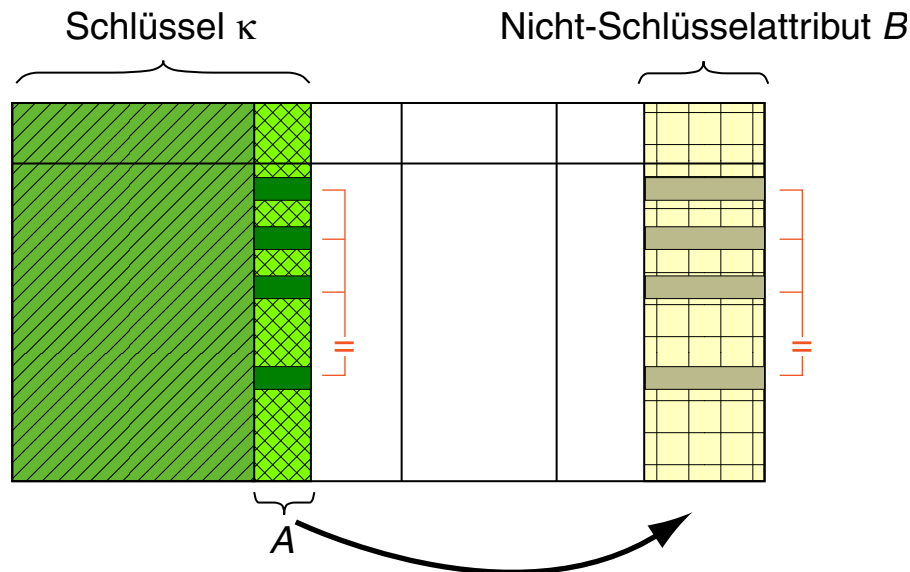 Schlüssel κ
Nicht-Schlüsselattribut B
=
=
A